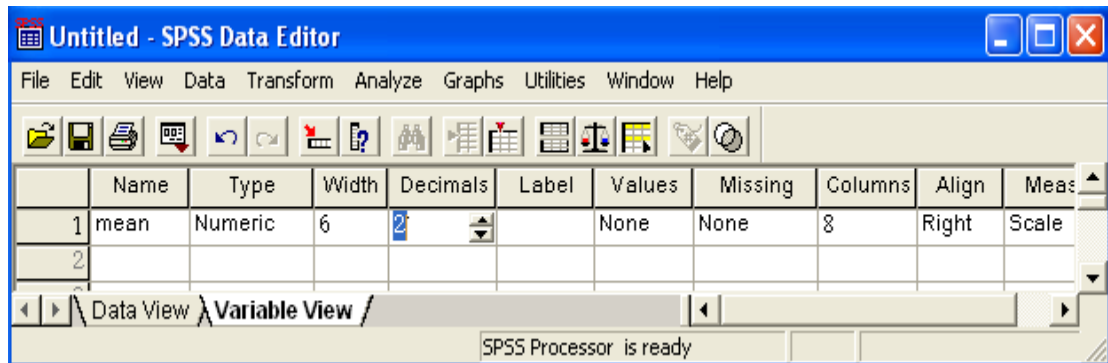 Untitled - SPSS Data Editor
File Edit View Data Transform Analyze Graphs Utilities Window Help
Name Type Width Decimals Label Values Missing Columns Align Meas
1 mean Numeric 6 2 None None 8 Right Scale
2
Data View Variable View
SPSS Processor is ready